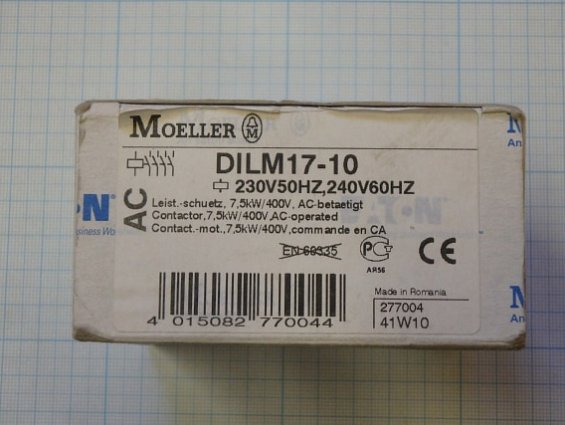 MOELLER
DILM17-10
230V50HZ,240V60HZ
AC
Leist.-schuetz, 7,5kW/400V, AC-betaetigt
Contactor,7,5kW/400V,AC-operated
Contact.-mot.,7,5kW/400V,commande en CA
EN 60335
АЯ56
CE
Made in Romania
277004
41W10
4 015082 770044